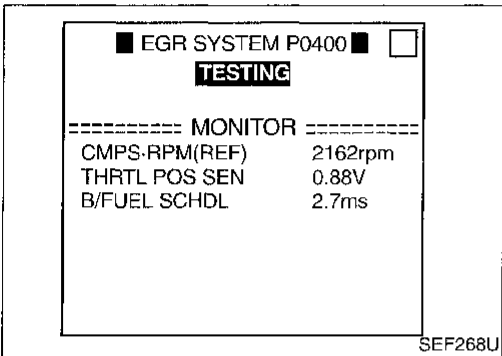 ■ EGR SYSTEM P0400 ■ □
TESTING
========== MONITOR ==========
CMPS·RPM(REF) 2162rpm
THRTL POS SEN 0.88V
B/FUEL SCHDL 2.7ms
SEF268U